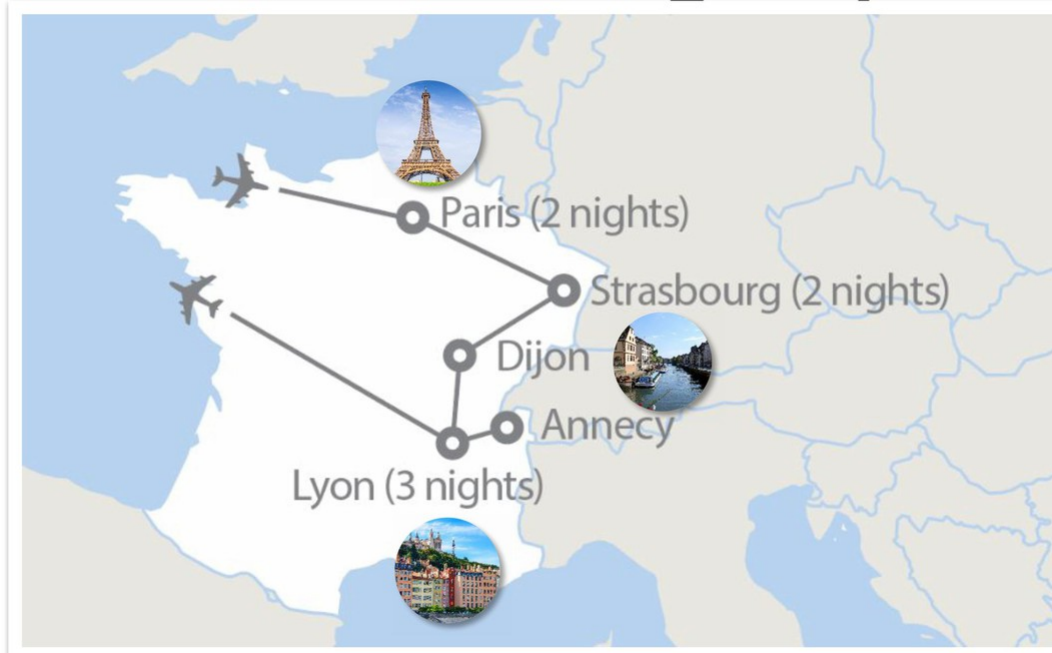 Paris (2 nights)
Strasbourg (2 nights)
Dijon
Annecy
Lyon (3 nights)